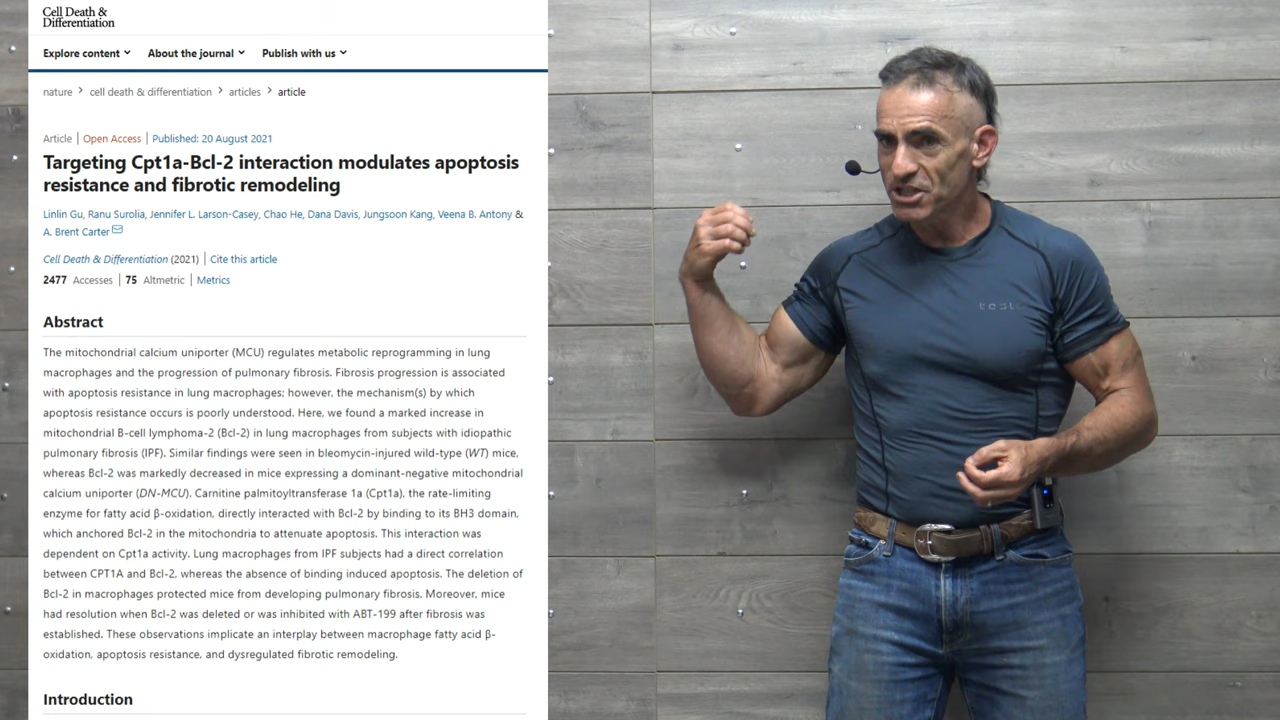 Cell Death &
Differentiation
Explore content About the journal Publish with us
nature > cell death & differentiation > articles > article
Article | Open Access | Published: 20 August 2021
Targeting Cpt1a-Bcl-2 interaction modulates apoptosis
resistance and fibrotic remodeling
Linlin Gu, Ranu Surolia, Jennifer L. Larson-Casey, Chao He, Dana Davis, Jungsoon Kang, Veena B. Antony &
A. Brent Carter
Cell Death & Differentiation (2021) | Cite this article
2477 Accesses | 75 Altmetric | Metrics
Abstract
The mitochondrial calcium uniporter (MCU) regulates metabolic reprogramming in lung
macrophages and the progression of pulmonary fibrosis. Fibrosis progression is associated
with apoptosis resistance in lung macrophages; however, the mechanism(s) by which
apoptosis resistance occurs is poorly understood. Here, we found a marked increase in
mitochondrial B-cell lymphoma-2 (Bcl-2) in lung macrophages from subjects with idiopathic
pulmonary fibrosis (IPF). Similar findings were seen in bleomycin-injured wild-type (WT) mice,
whereas Bcl-2 was markedly decreased in mice expressing a dominant-negative mitochondrial
calcium uniporter (DN-MCU). Carnitine palmitoyltransferase 1a (Cpt1a), the rate-limiting
enzyme for fatty acid β-oxidation, directly interacted with Bcl-2 by binding to its BH3 domain,
which anchored Bcl-2 in the mitochondria to attenuate apoptosis. This interaction was
dependent on Cpt1a activity. Lung macrophages from IPF subjects had a direct correlation
between CPT1A and Bcl-2, whereas the absence of binding induced apoptosis. The deletion of
Bcl-2 in macrophages protected mice from developing pulmonary fibrosis. Moreover, mice
had resolution when Bcl-2 was deleted or was inhibited with ABT-199 after fibrosis was
established. These observations implicate an interplay between macrophage fatty acid β-
oxidation, apoptosis resistance, and dysregulated fibrotic remodeling.
Introduction